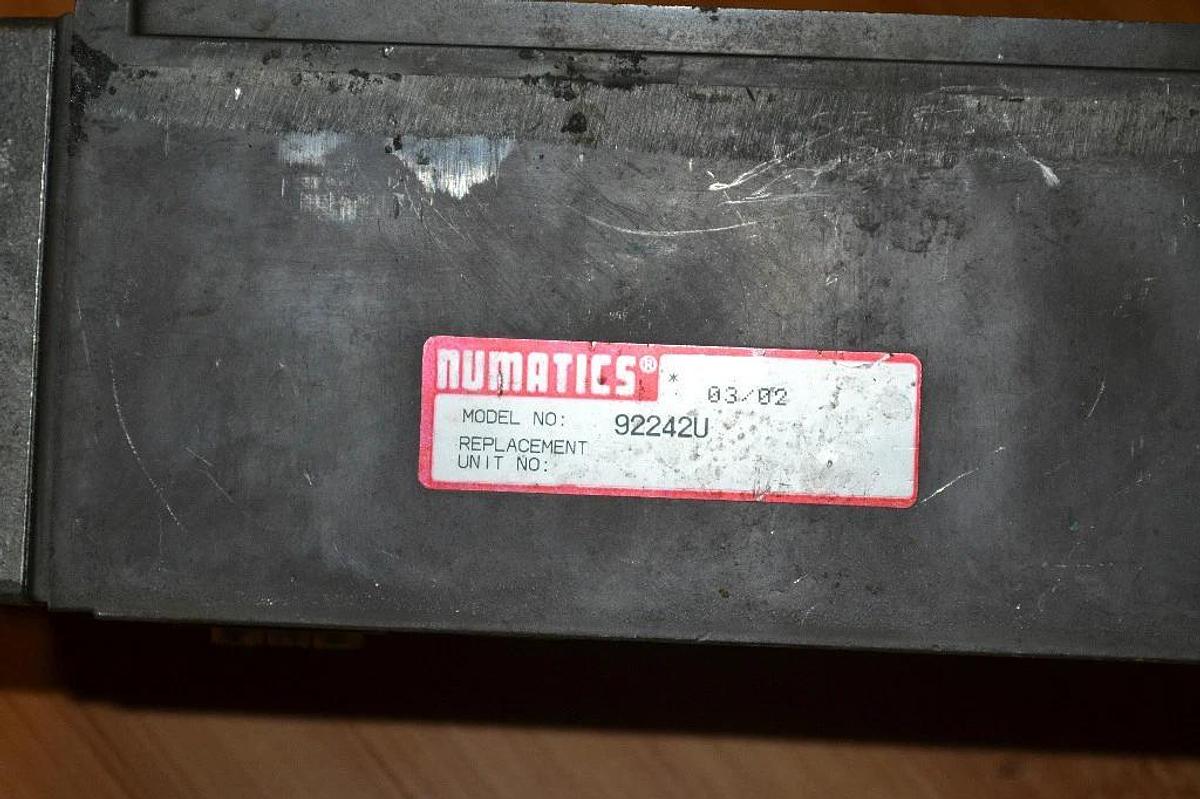 NUMATICS® * 03/02
MODEL NO: 92242U
REPLACEMENT
UNIT NO: